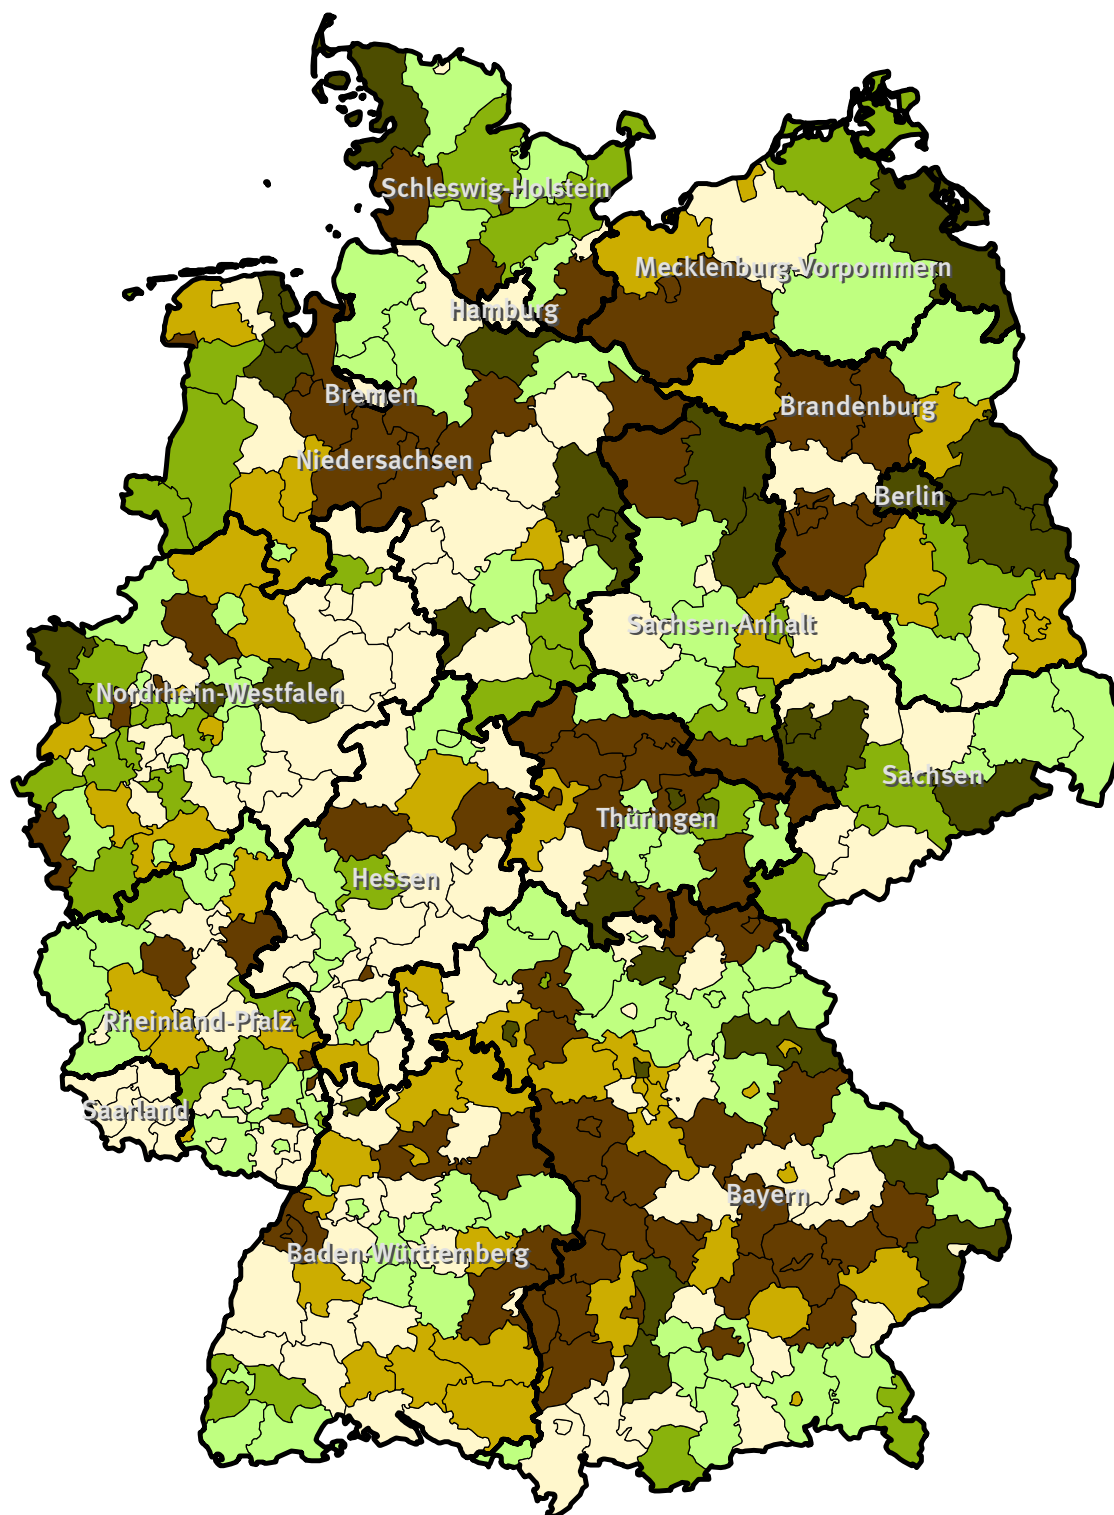 Schleswig-Holstein
Mecklenburg-Vorpommern
Hamburg
Bremen
Brandenburg
Niedersachsen
Berlin
Sachsen-Anhalt
Nordrhein-Westfalen
Sachsen
Thüringen
Hessen
Rheinland-Pfalz
Saarland
Bayern
Baden-Württemberg